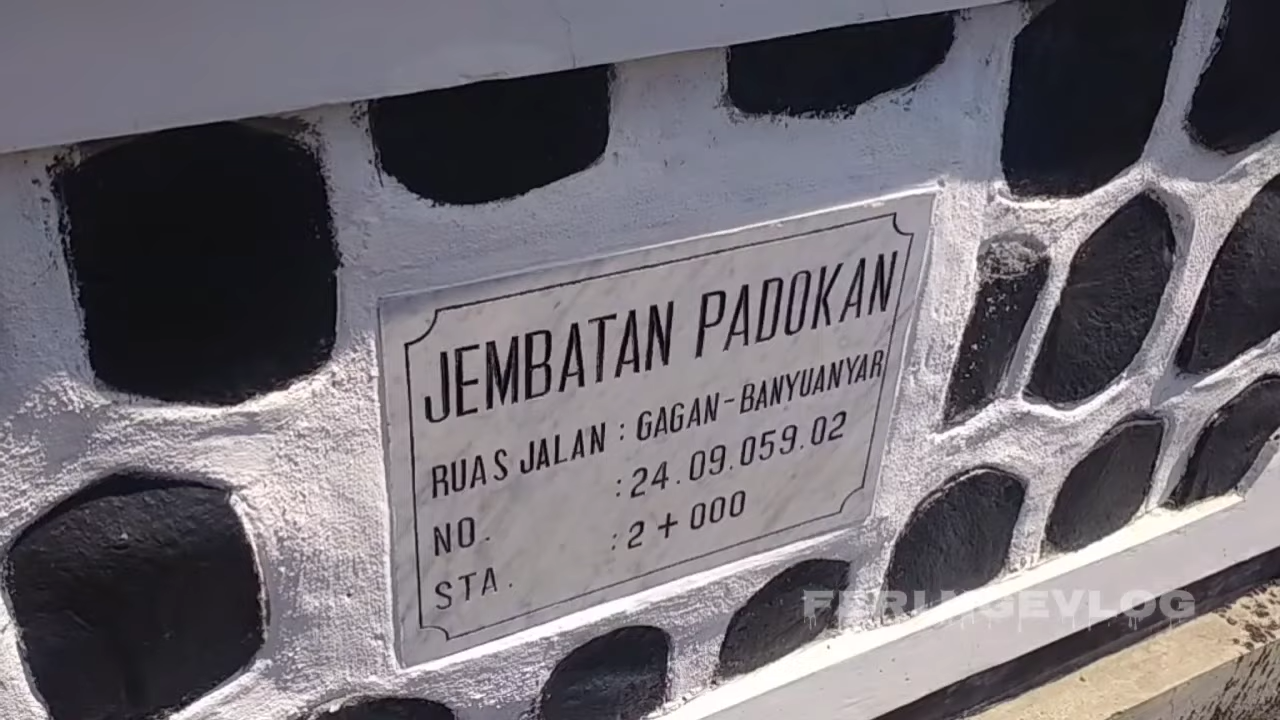 JEMBATAN PADOKAN
RUAS JALAN : GAGAN-BANYUANYAR
NO. : 24.09.059.02
STA. : 2+000
FERINGEVLOG